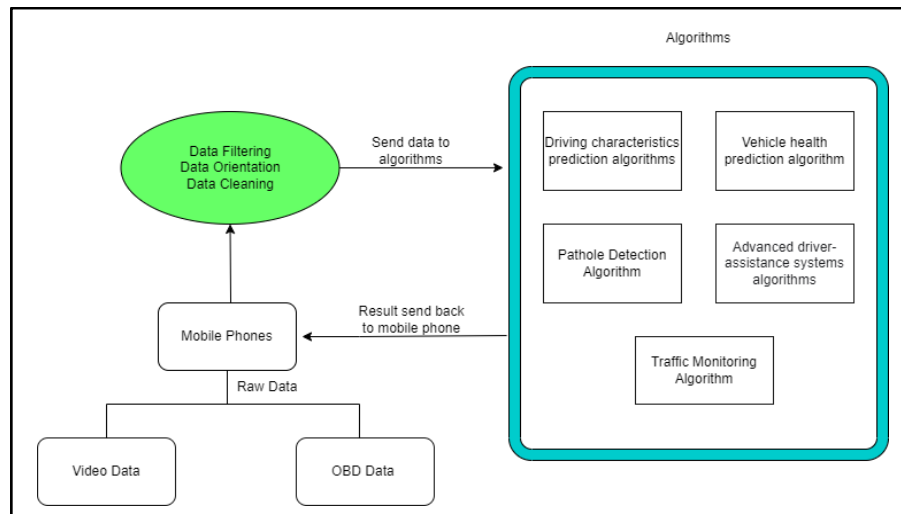 Algorithms
Data Filtering
Data Orientation
Data Cleaning
Send data to
algorithms
Driving characteristics
prediction algorithms
Vehicle health
prediction algorithm
Pathole Detection
Algorithm
Advanced driver-
assistance systems
algorithms
Result send back
to mobile phone
Mobile Phones
Traffic Monitoring
Algorithm
Raw Data
Video Data
OBD Data